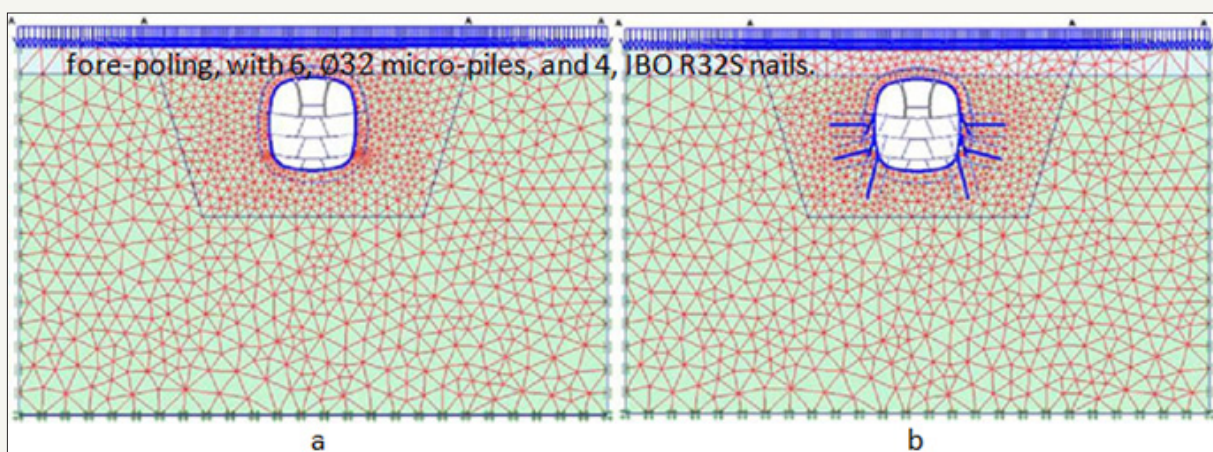 fore-poling, with 6, Ø32 micro-piles, and 4, IBO R32S nails.
a
b